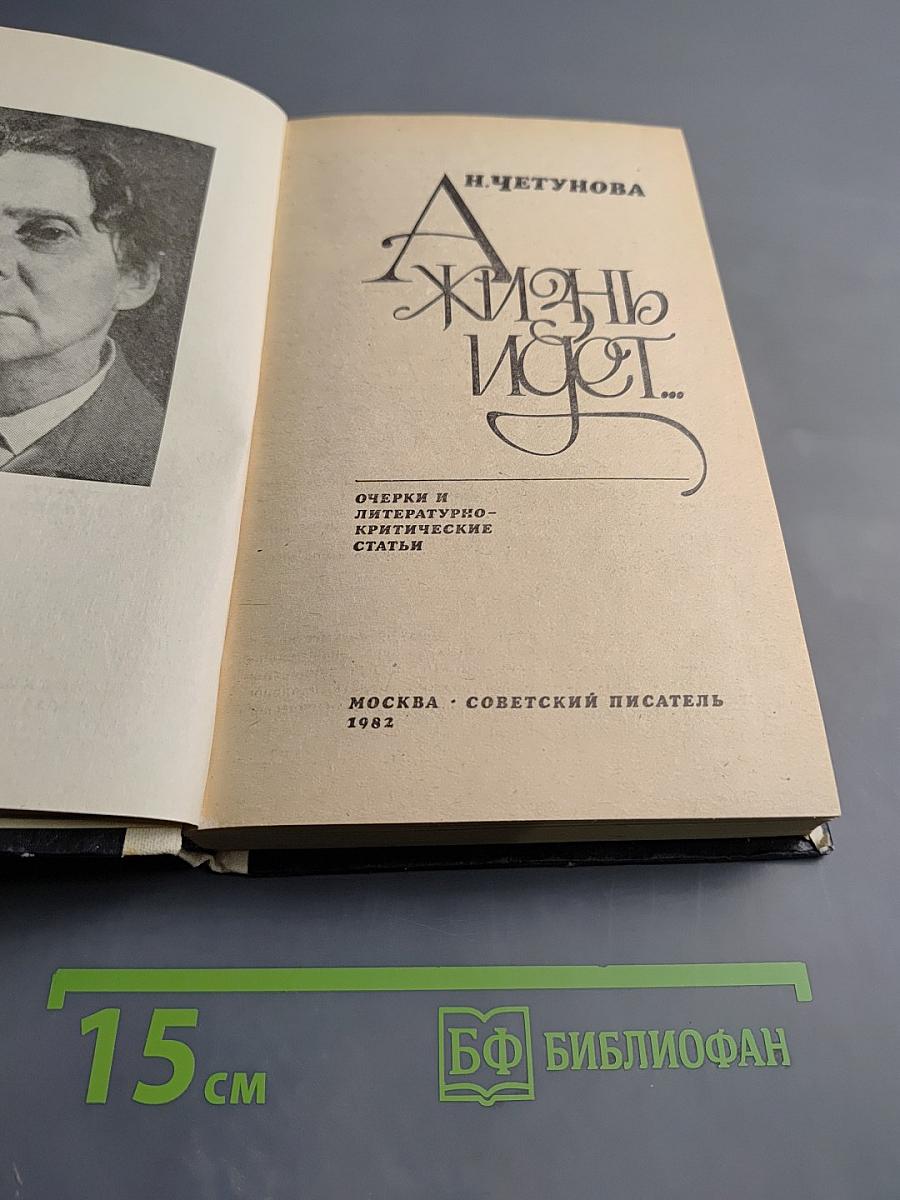 Н. ЧЕТУНОВА
А
ЖИЗНЬ
ИДЕТ...
ОЧЕРКИ И
ЛИТЕРАТУРНО-
КРИТИЧЕСКИЕ
СТАТЬИ
МОСКВА · СОВЕТСКИЙ ПИСАТЕЛЬ
1982
15 СМ
БФ БИБЛИОФАН